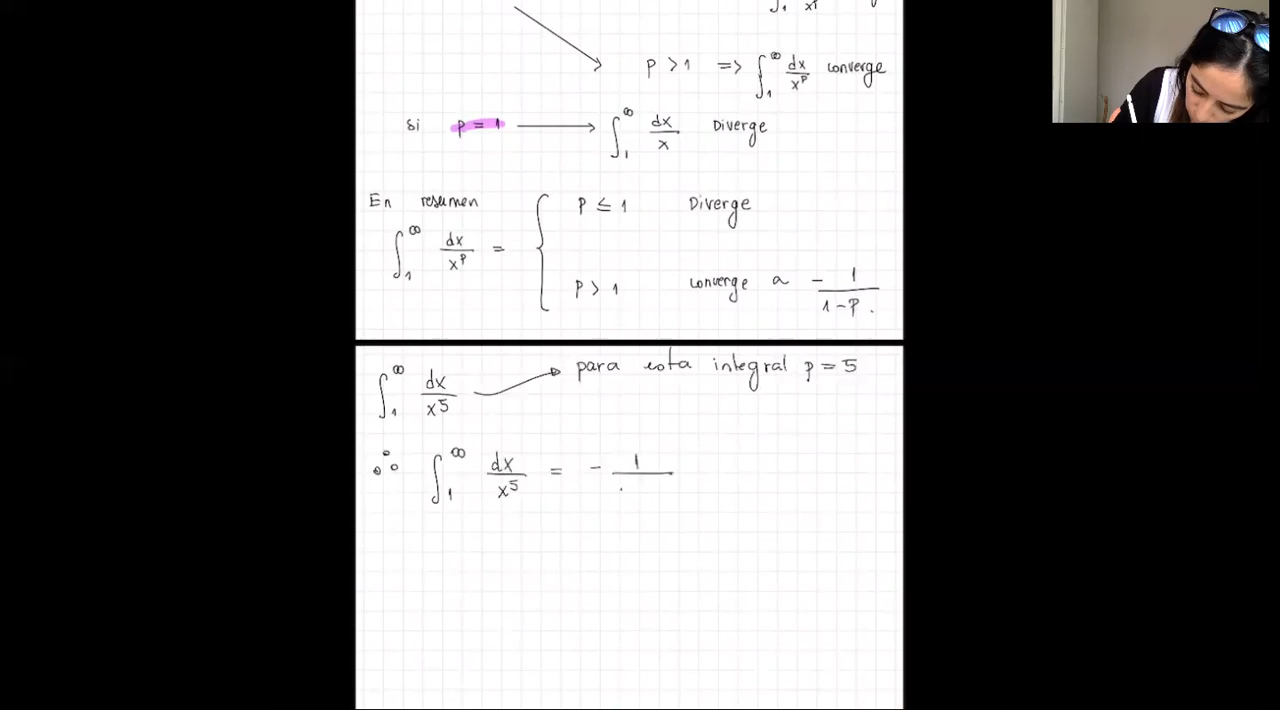 ∫₁ x
p > 1 => ∫₁^∞ dx/x^p converge
Si p = 1 → ∫₁^∞ dx/x Diverge
En resumen
∫₁^∞ dx/x^p = { p ≤ 1 Diverge
p > 1 converge a - 1/(1-p).
∫₁^∞ dx/x⁵ → para esta integral p = 5
∴ ∫₁^∞ dx/x⁵ = - 1/